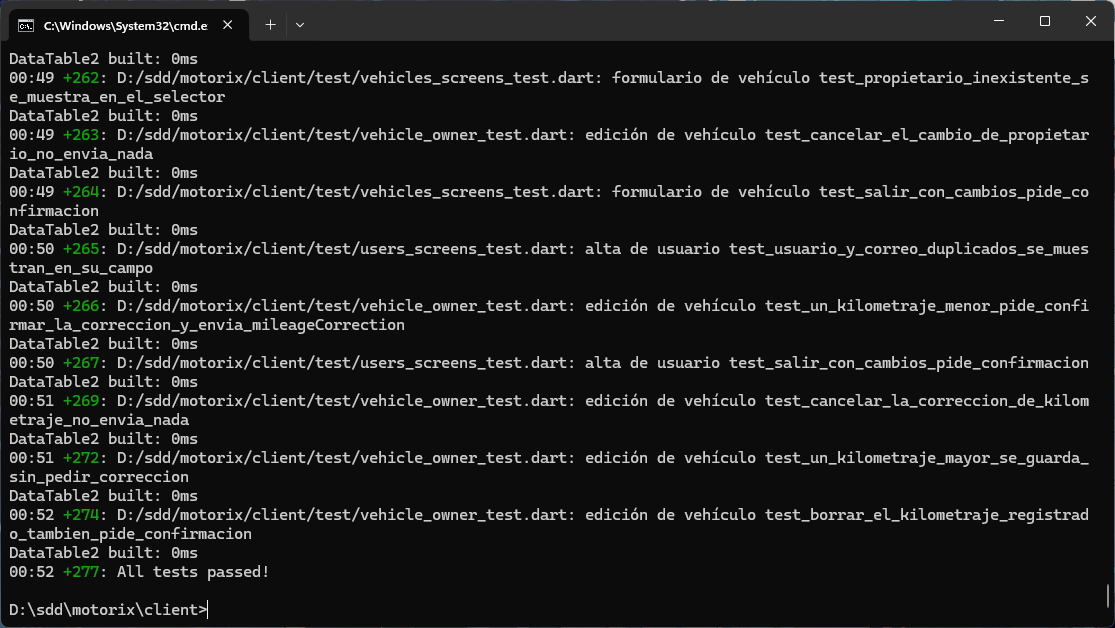 C:\Windows\System32\cmd.e
DataTable2 built: 0ms
00:49 +262: D:/sdd/motorix/client/test/vehicles_screens_test.dart: formulario de vehículo test_propietario_inexistente_s
e_muestra_en_el_selector
DataTable2 built: 0ms
00:49 +263: D:/sdd/motorix/client/test/vehicle_owner_test.dart: edición de vehículo test_cancelar_el_cambio_de_propietar
io_no_envia_nada
DataTable2 built: 0ms
00:49 +264: D:/sdd/motorix/client/test/vehicles_screens_test.dart: formulario de vehículo test_salir_con_cambios_pide_co
nfirmacion
DataTable2 built: 0ms
00:50 +265: D:/sdd/motorix/client/test/users_screens_test.dart: alta de usuario test_usuario_y_correo_duplicados_se_mues
tran_en_su_campo
DataTable2 built: 0ms
00:50 +266: D:/sdd/motorix/client/test/vehicle_owner_test.dart: edición de vehículo test_un_kilometraje_menor_pide_confi
rmar_la_correccion_y_envia_mileageCorrection
DataTable2 built: 0ms
00:50 +267: D:/sdd/motorix/client/test/users_screens_test.dart: alta de usuario test_salir_con_cambios_pide_confirmacion
DataTable2 built: 0ms
00:51 +269: D:/sdd/motorix/client/test/vehicle_owner_test.dart: edición de vehículo test_cancelar_la_correccion_de_kilom
etraje_no_envia_nada
DataTable2 built: 0ms
00:51 +272: D:/sdd/motorix/client/test/vehicle_owner_test.dart: edición de vehículo test_un_kilometraje_mayor_se_guarda_
sin_pedir_correccion
DataTable2 built: 0ms
00:52 +274: D:/sdd/motorix/client/test/vehicle_owner_test.dart: edición de vehículo test_borrar_el_kilometraje_registrad
o_tambien_pide_confirmacion
DataTable2 built: 0ms
00:52 +277: All tests passed!
D:\sdd\motorix\client>